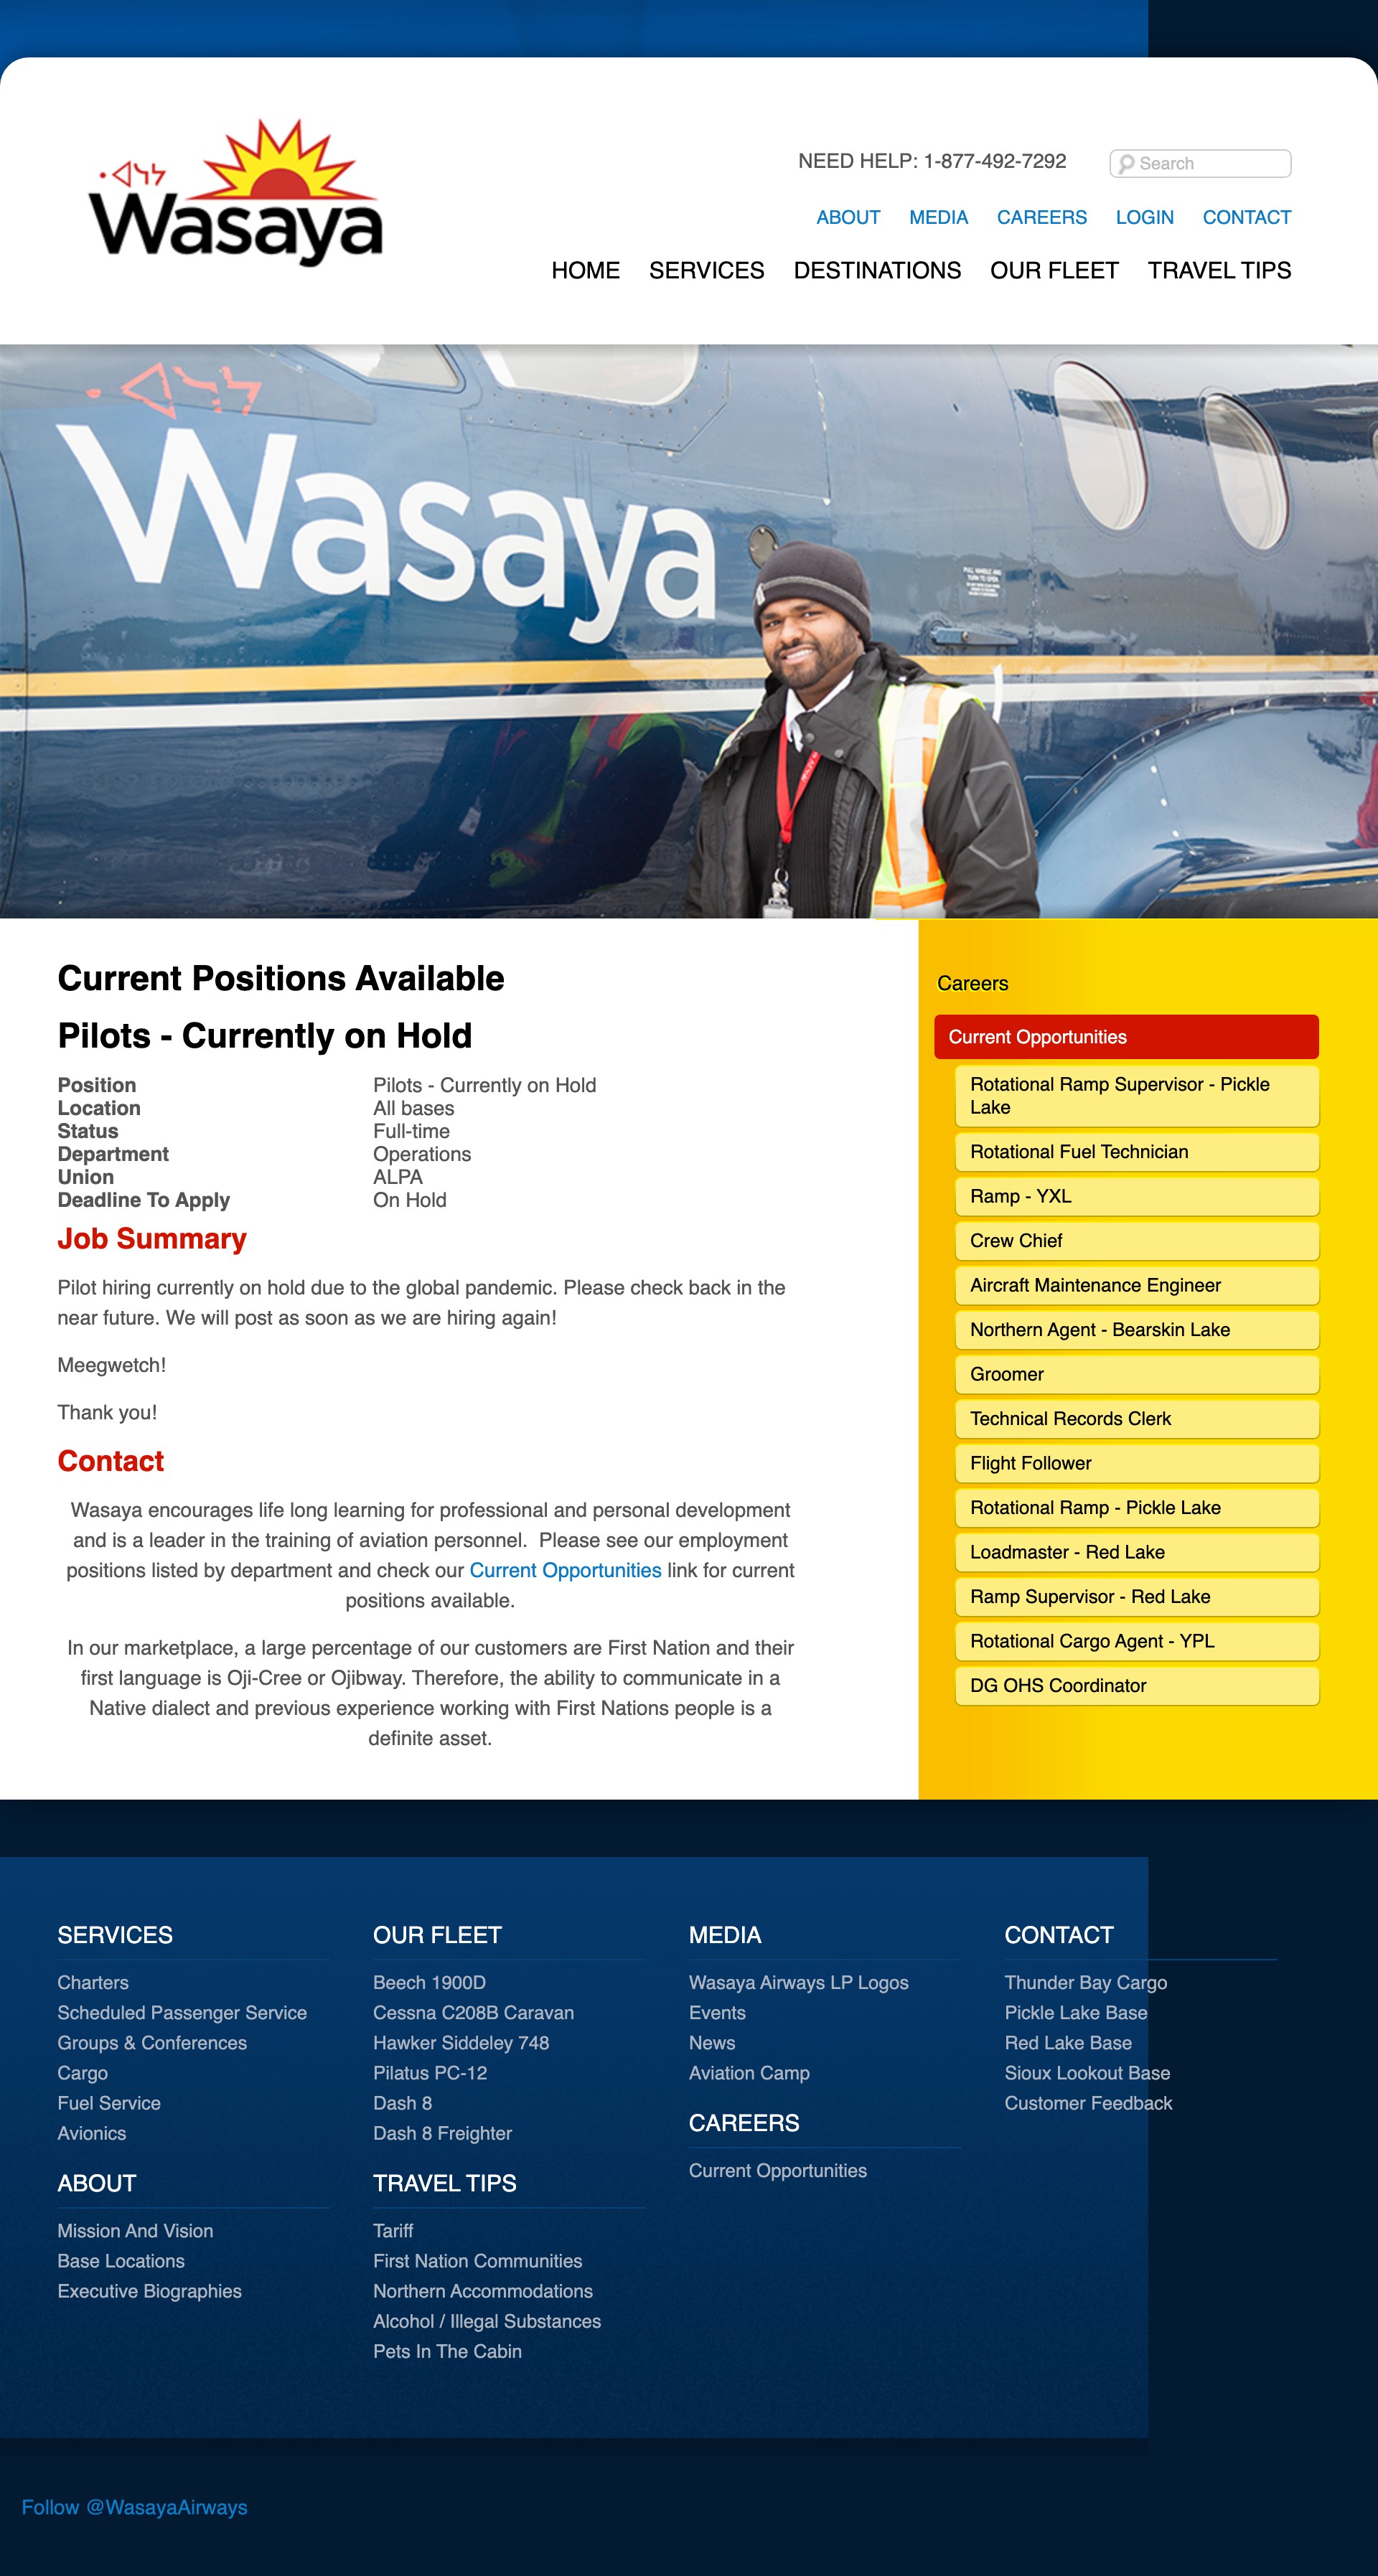 ᐧᐊᓴᔭ
Wasaya
NEED HELP: 1-877-492-7292
Search
ABOUT MEDIA CAREERS LOGIN CONTACT
HOME SERVICES DESTINATIONS OUR FLEET TRAVEL TIPS
Wasaya
PULL HANDLE AND
TURN TO OPEN
Current Positions Available
Pilots - Currently on Hold
Position Pilots - Currently on Hold
Location All bases
Status Full-time
Department Operations
Union ALPA
Deadline To Apply On Hold
Job Summary
Pilot hiring currently on hold due to the global pandemic. Please check back in the
near future. We will post as soon as we are hiring again!
Meegwetch!
Thank you!
Contact
Wasaya encourages life long learning for professional and personal development
and is a leader in the training of aviation personnel.  Please see our employment
positions listed by department and check our Current Opportunities link for current
positions available.
In our marketplace, a large percentage of our customers are First Nation and their
first language is Oji-Cree or Ojibway. Therefore, the ability to communicate in a
Native dialect and previous experience working with First Nations people is a
definite asset.
Careers
Current Opportunities
Rotational Ramp Supervisor - Pickle
Lake
Rotational Fuel Technician
Ramp - YXL
Crew Chief
Aircraft Maintenance Engineer
Northern Agent - Bearskin Lake
Groomer
Technical Records Clerk
Flight Follower
Rotational Ramp - Pickle Lake
Loadmaster - Red Lake
Ramp Supervisor - Red Lake
Rotational Cargo Agent - YPL
DG OHS Coordinator
SERVICES
Charters
Scheduled Passenger Service
Groups & Conferences
Cargo
Fuel Service
Avionics
ABOUT
Mission And Vision
Base Locations
Executive Biographies
OUR FLEET
Beech 1900D
Cessna C208B Caravan
Hawker Siddeley 748
Pilatus PC-12
Dash 8
Dash 8 Freighter
TRAVEL TIPS
Tariff
First Nation Communities
Northern Accommodations
Alcohol / Illegal Substances
Pets In The Cabin
MEDIA
Wasaya Airways LP Logos
Events
News
Aviation Camp
CAREERS
Current Opportunities
CONTACT
Thunder Bay Cargo
Pickle Lake Base
Red Lake Base
Sioux Lookout Base
Customer Feedback
Follow @WasayaAirways